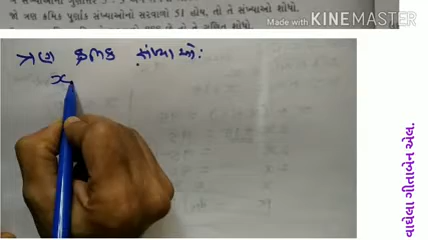 જો ત્રણ ક્રમિક પૂર્ણાંક સંખ્યાઓનો સરવાળો 51 હોય, તો તે સંખ્યાઓ શોધો.
Made with KINEMASTER
ત્રણ ક્રમિક સંખ્યાઓ:
x
વાઘેલા ગીતાબેન એલ.